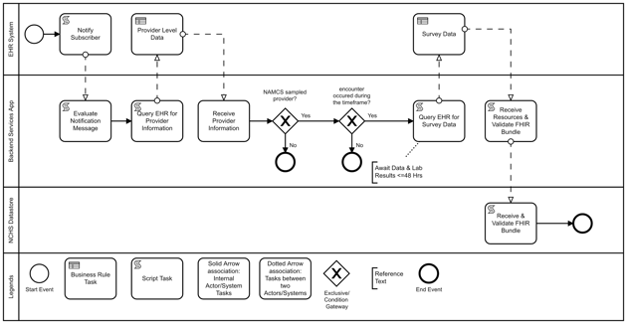 EHR System
Notify
Subscriber
Provider Level
Data
Survey Data
Backend Services App
Evaluate
Notification
Message
Query EHR for
Provider
Information
Receive
Provider
Information
NAMCS sampled
provider?
Yes
No
encounter
occured during
the timeframe?
Yes
No
Query EHR for
Survey Data
Await Data & Lab
Results <=48 Hrs
Receive
Resources &
Validate FHIR
Bundle
NCHS Datastore
Receive &
Validate FHIR
Bundle
Legends
Start Event
Business Rule
Task
Script Task
Solid Arrow
association:
Internal
Actor/System
Tasks
Dotted Arrow
association:
Tasks between
two
Actors/Systems
Exclusive/
Condition
Gateway
Reference
Text
End Event